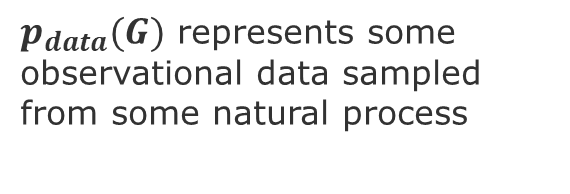 p_data(G) represents some
observational data sampled
from some natural process